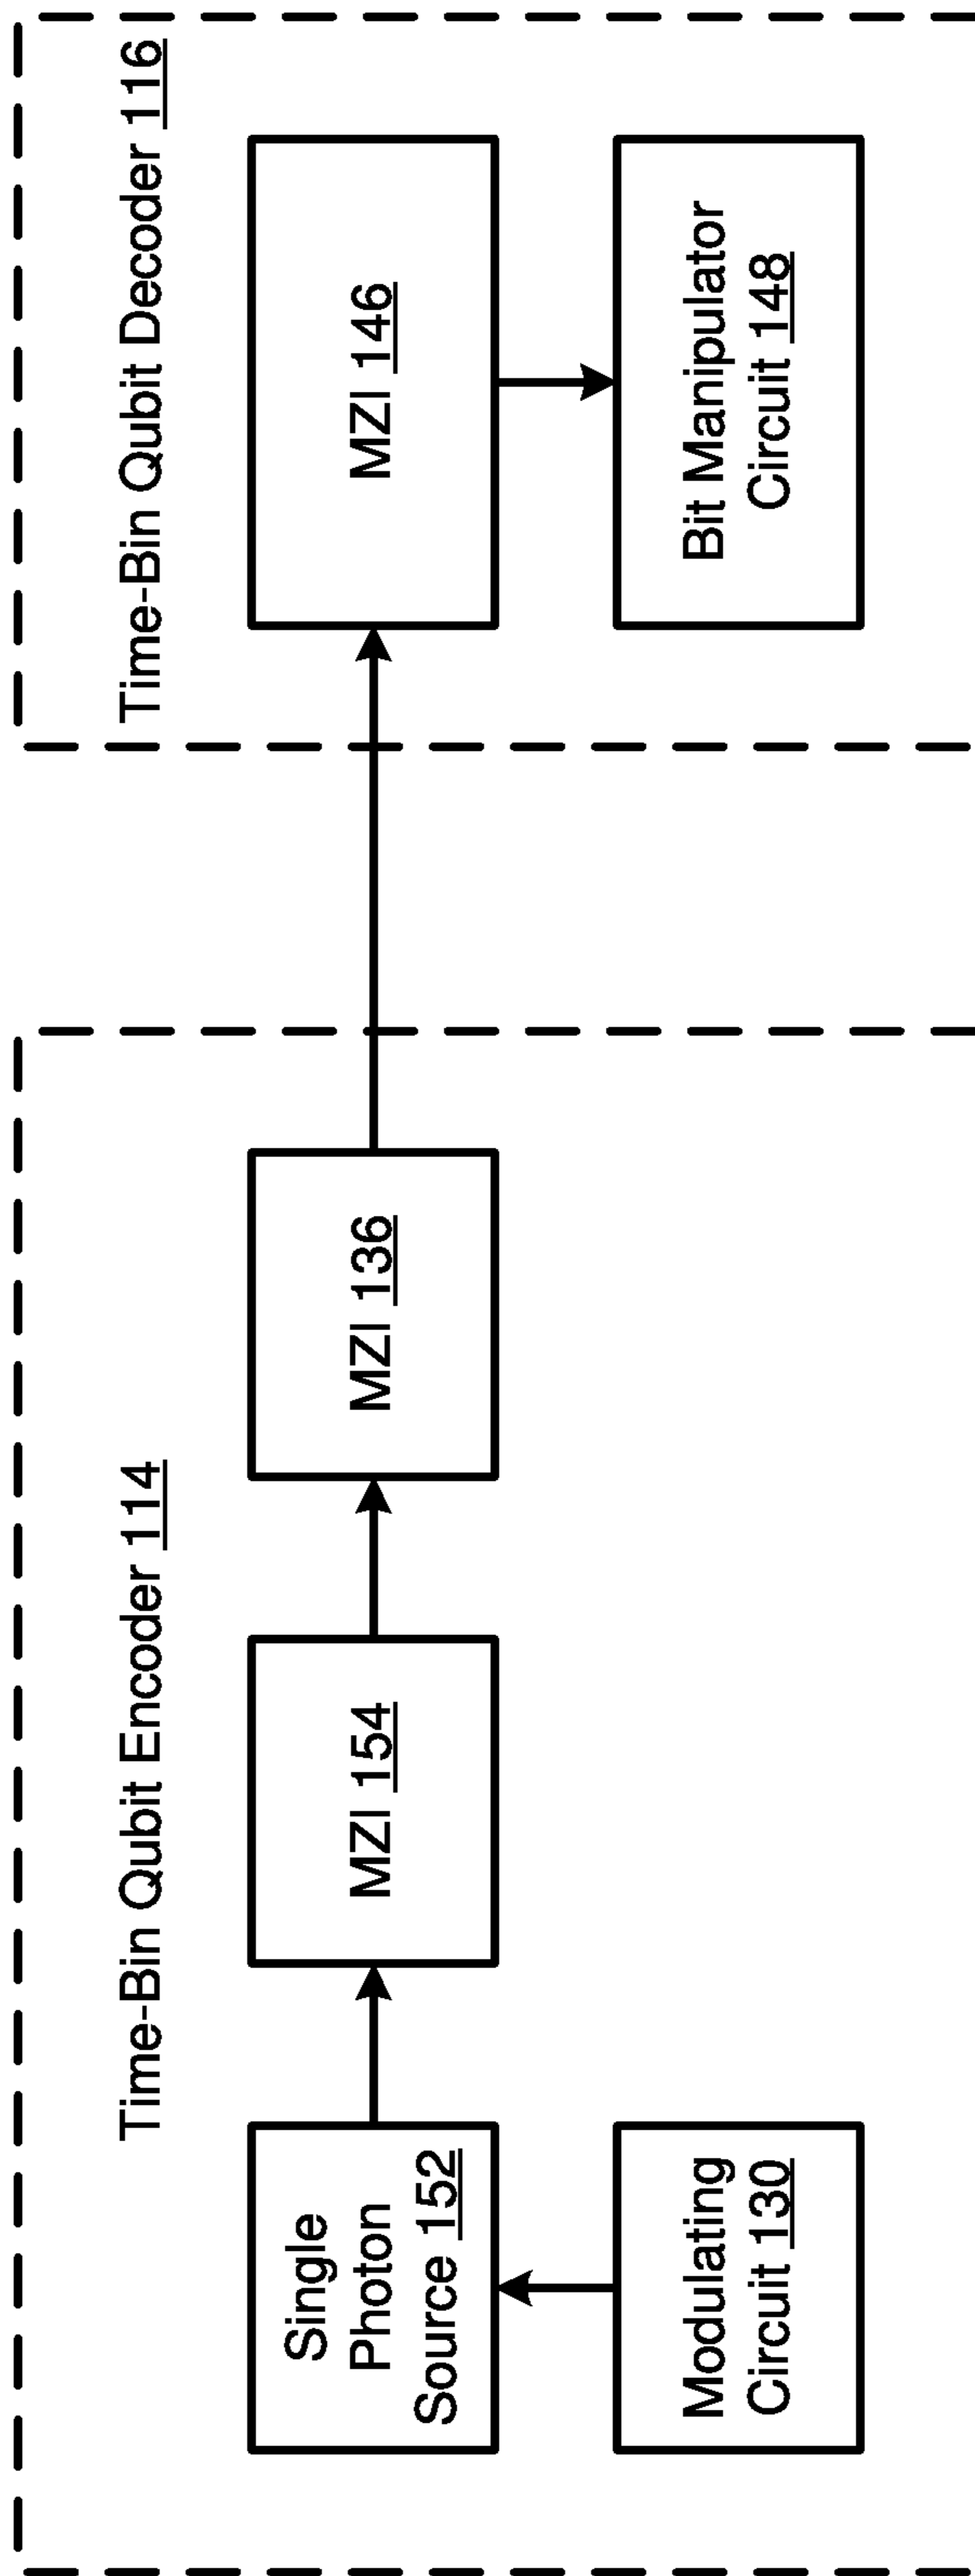 Time-Bin Qubit Encoder 114
Single
Photon
Source 152
MZI 154
MZI 136
Modulating
Circuit 130
Time-Bin Qubit Decoder 116
MZI 146
Bit Manipulator
Circuit 148